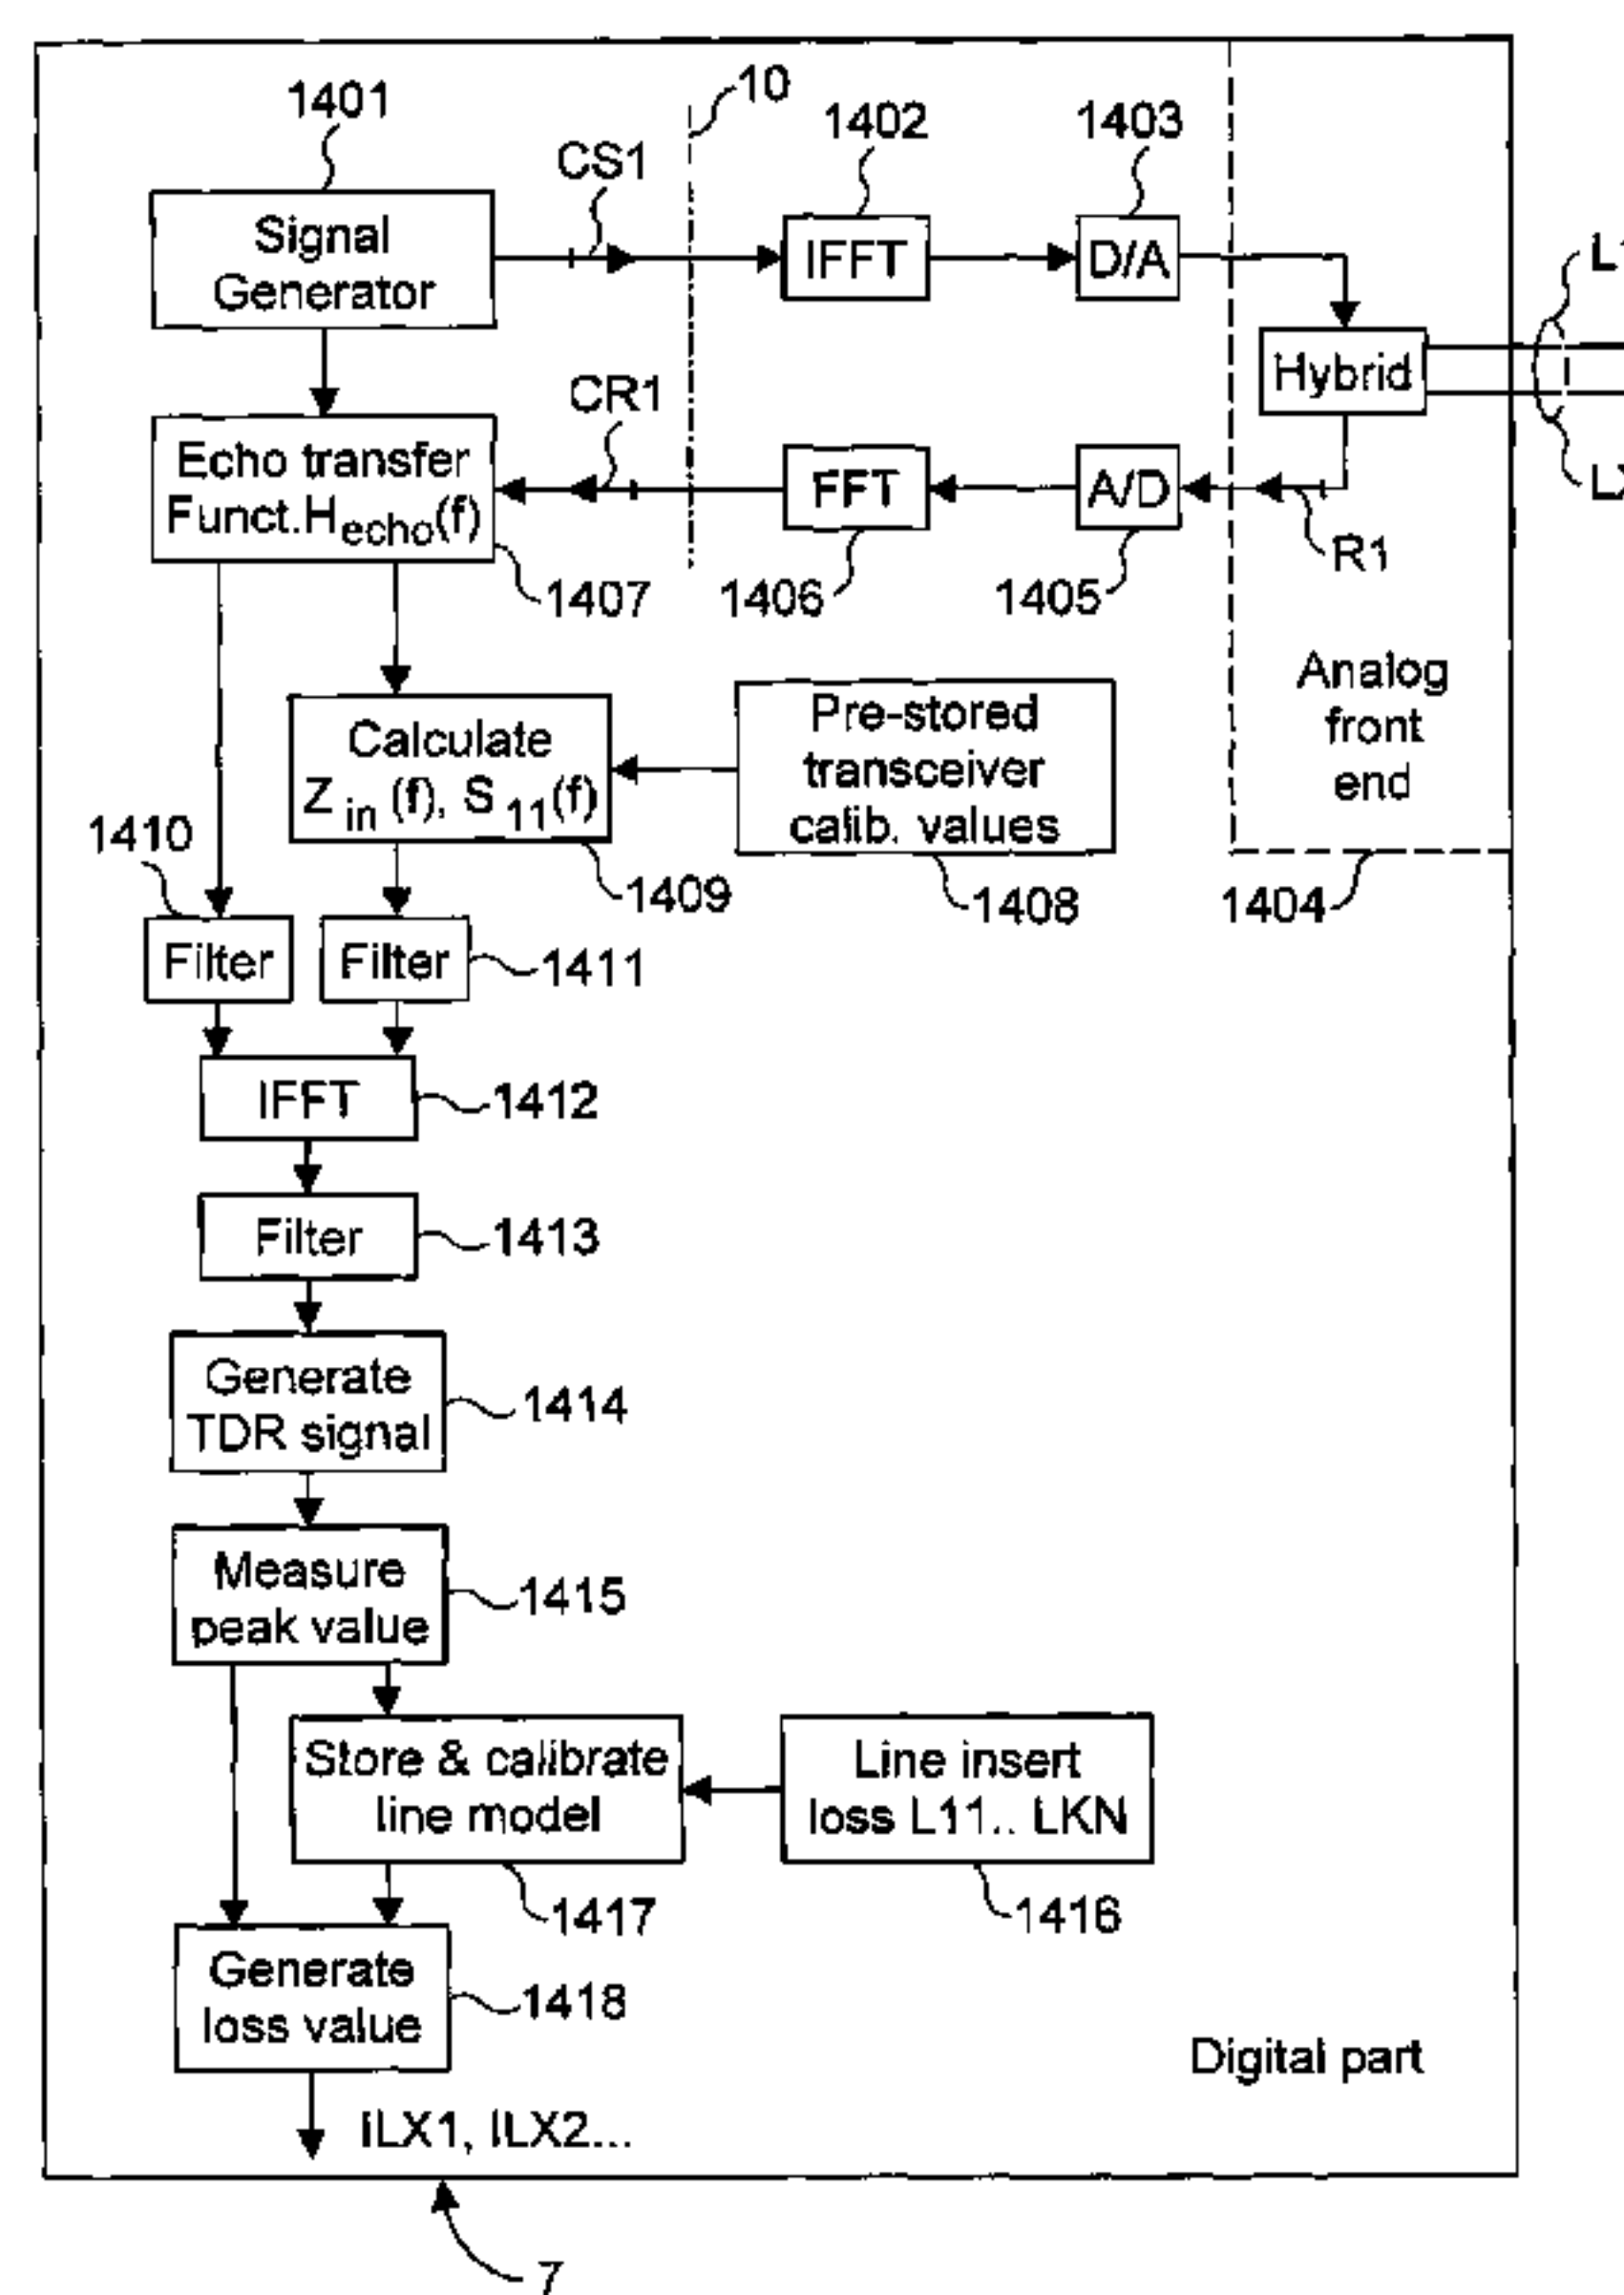 1401
10
1402
1403
CS1
Signal
Generator
IFFT
D/A
Hybrid
CR1
Echo transfer
Funct.Hecho(f)
FFT
A/D
R1
1407
1406
1405
Analog
front
end
Calculate
Zin (f), S11(f)
Pre-stored
transceiver
calib. values
1410
1409
1408
1404
Filter
Filter
1411
IFFT
1412
Filter
1413
Generate
TDR signal
1414
Measure
peak value
1415
Store & calibrate
line model
Line insert
loss L11.. LKN
1417
1416
Generate
loss value
1418
Digital part
ILX1, ILX2...
7